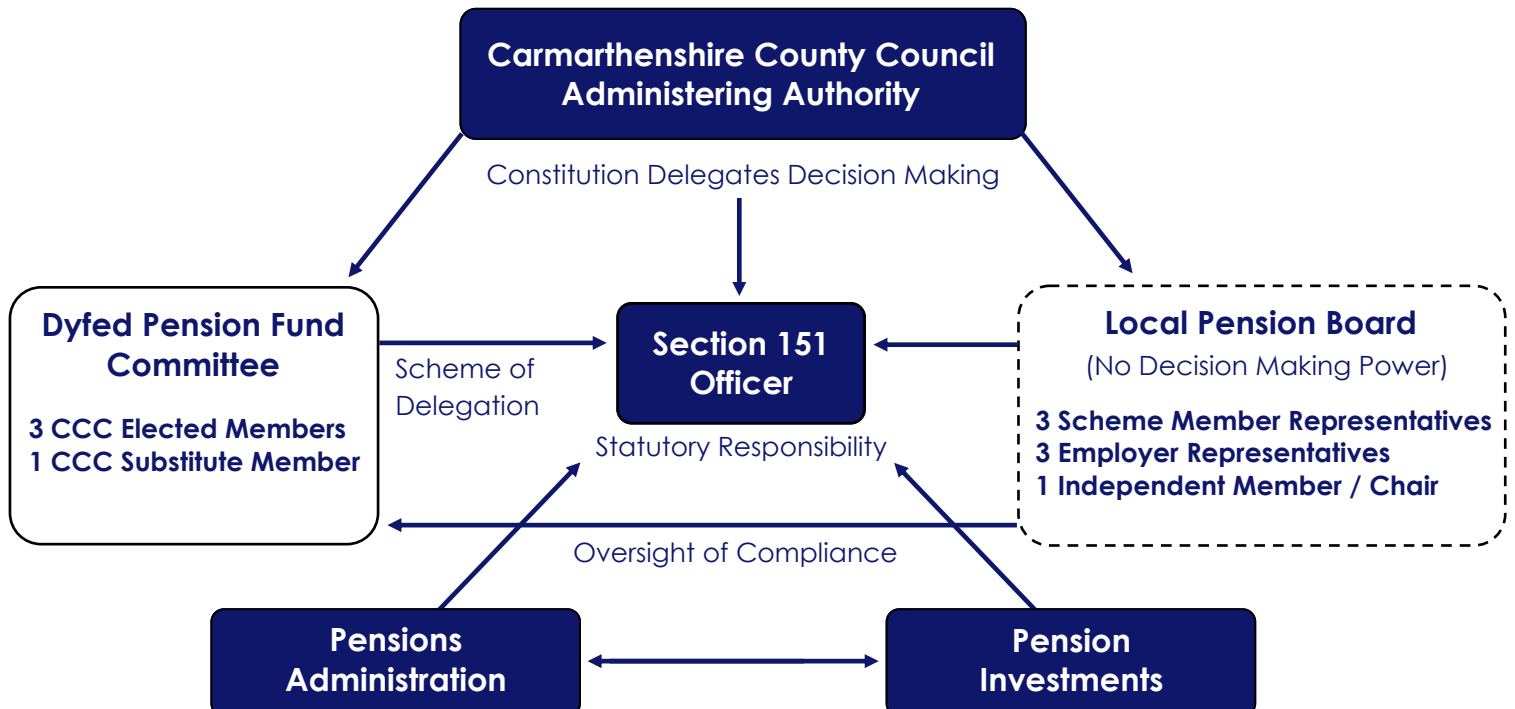 Carmarthenshire County Council
Administering Authority
Constitution Delegates Decision Making
Dyfed Pension Fund
Committee
3 CCC Elected Members
1 CCC Substitute Member
Scheme of
Delegation
Section 151
Officer
Statutory Responsibility
Local Pension Board
(No Decision Making Power)
3 Scheme Member Representatives
3 Employer Representatives
1 Independent Member / Chair
Oversight of Compliance
Pensions
Administration
Pension
Investments